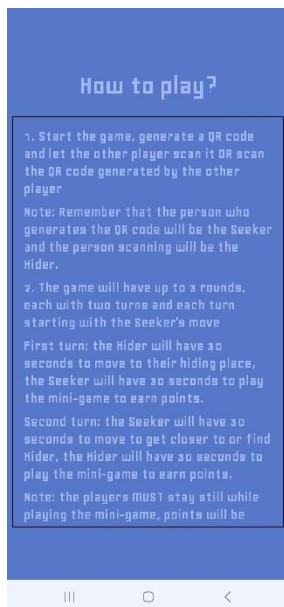 How to play?
1. Start the game, generate a QR code
and let the other player scan it OR scan
the QR code generated by the other
player
Note: Remember that the person who
generates the QR code will be the Seeker
and the person scanning will be the
Hider.
2. The game will have up to 3 rounds,
each with two turns and each turn
starting with the Seeker's move
First turn: the Hider will have 30
seconds to move to their hiding place,
the Seeker will have 30 seconds to play
the mini-game to earn points.
Second turn: the Seeker will have 30
seconds to move to get closer to or find
Hider, the Hider will have 30 seconds to
play the mini-game to earn points.
Note: the players MUST stay still while
playing the mini-game, points will be